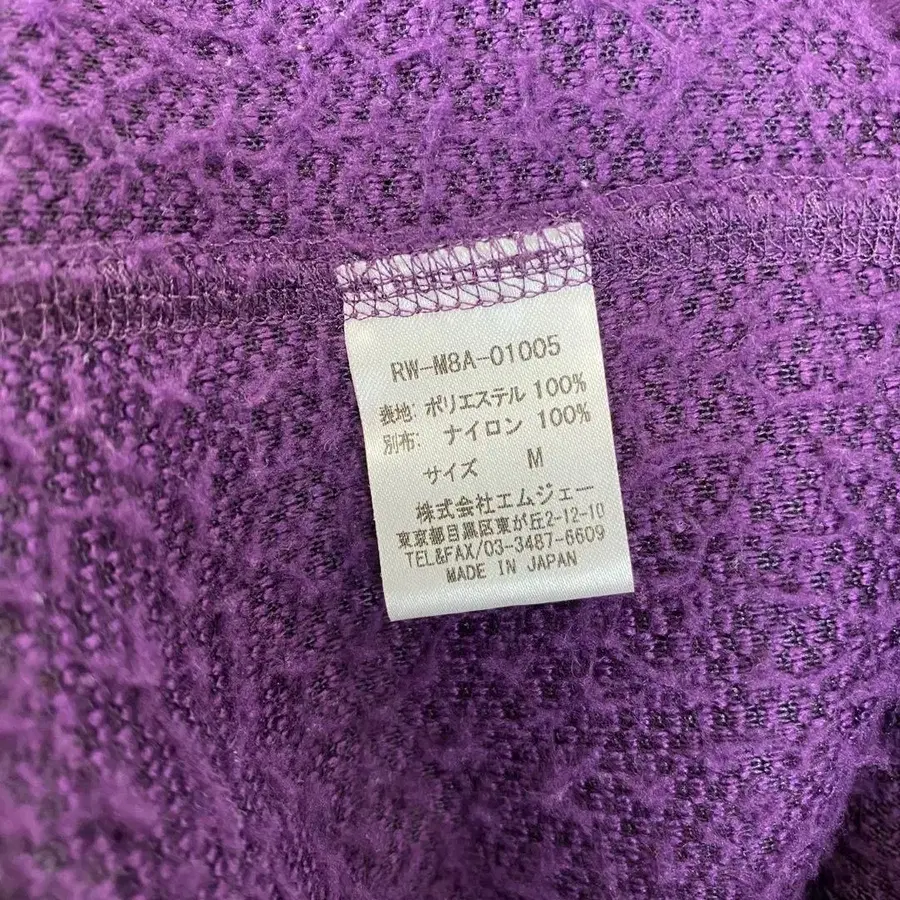 RW-M8A-01005
表地: ポリエステル 100%
別布: ナイロン 100%
サイズ M
株式会社エムジェー
東京都目黒区東が丘2-12-10
TEL&FAX/03-3487-6609
MADE IN JAPAN